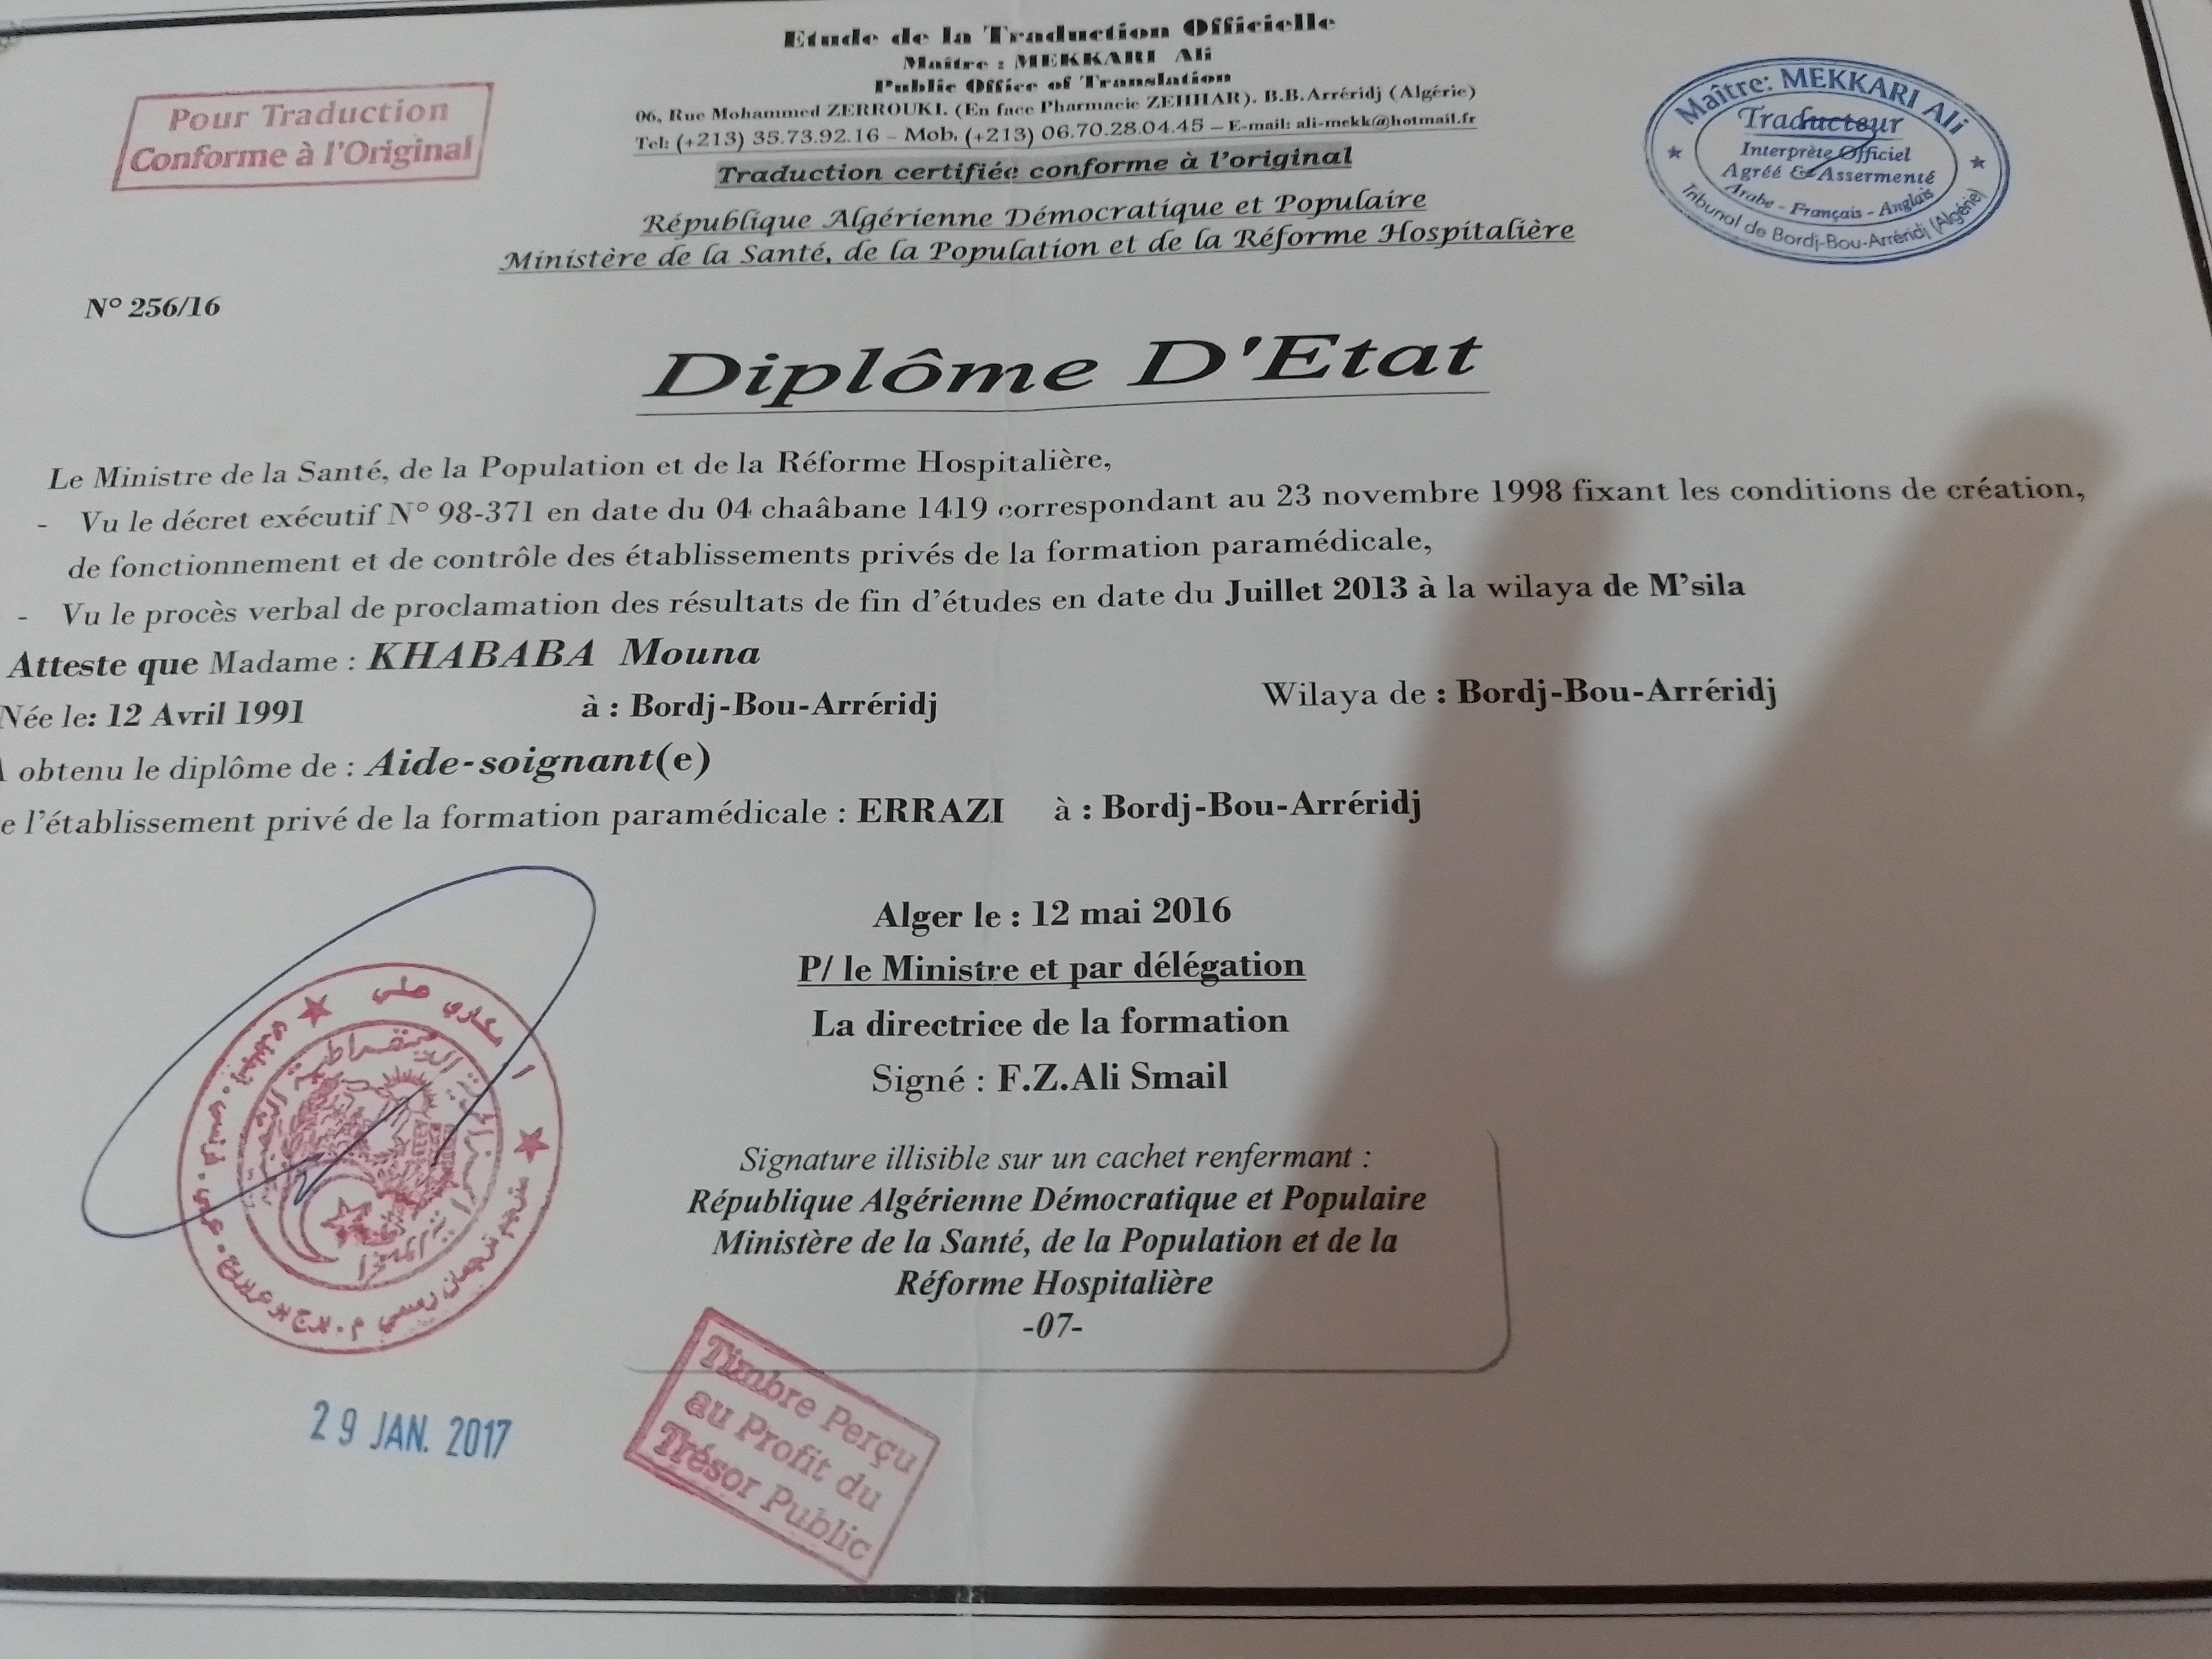 Etude de la Traduction Officielle
Maître : MEKKARI Ali
Public Office of Translation
06, Rue Mohammed ZERROUKI. (En face Pharmacie ZEHHAR). B.B.Arréridj (Algérie)
Tel: (+213) 35.73.92.16 – Mob. (+213) 06.70.28.04.45 – E-mail: ali-mekk@hotmail.fr
Traduction certifiée conforme à l'original
Pour Traduction
Conforme à l'Original
Maître: MEKKARI Ali
Traducteur
Interprète Officiel
Agréé & Assermenté
Arabe - Français - Anglais
Tribunal de Bordj-Bou-Arréridj (Algérie)
République Algérienne Démocratique et Populaire
Ministère de la Santé, de la Population et de la Réforme Hospitalière
N° 256/16
Diplôme D'Etat
Le Ministre de la Santé, de la Population et de la Réforme Hospitalière,
- Vu le décret exécutif N° 98-371 en date du 04 chaâbane 1419 correspondant au 23 novembre 1998 fixant les conditions de création,
de fonctionnement et de contrôle des établissements privés de la formation paramédicale,
- Vu le procès verbal de proclamation des résultats de fin d'études en date du Juillet 2013 à la wilaya de M'sila
Atteste que Madame : KHABABA Mouna
Née le: 12 Avril 1991 à : Bordj-Bou-Arréridj Wilaya de : Bordj-Bou-Arréridj
obtenu le diplôme de : Aide-soignant(e)
e l'établissement privé de la formation paramédicale : ERRAZI à : Bordj-Bou-Arréridj
Alger le : 12 mai 2016
P/ le Ministre et par délégation
La directrice de la formation
Signé : F.Z.Ali Smail
Signature illisible sur un cachet renfermant :
République Algérienne Démocratique et Populaire
Ministère de la Santé, de la Population et de la
Réforme Hospitalière
-07-
29 JAN. 2017
Timbre Perçu
au Profit du
Trésor Public